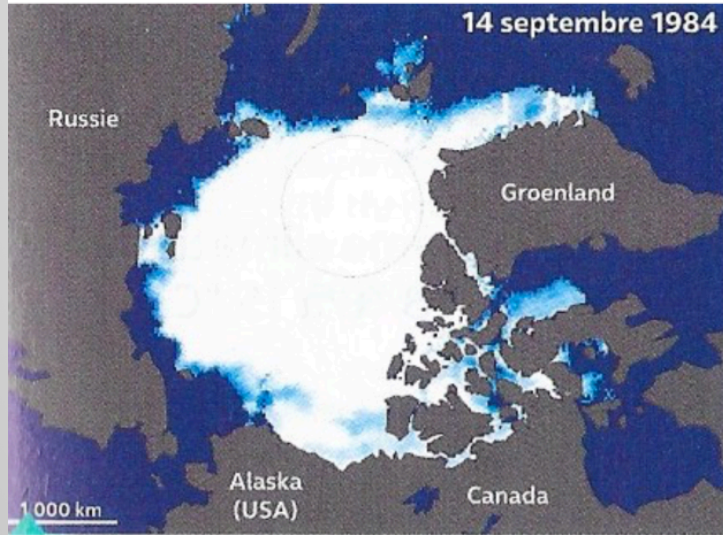 14 septembre 1984
Russie
Groenland
Alaska
(USA)
Canada
1 000 km